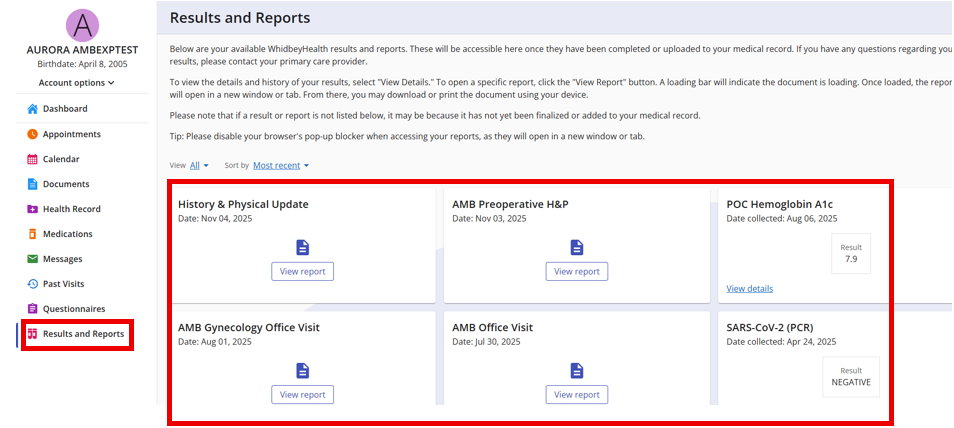 A
AURORA AMBEXPTEST
Birthdate: April 8, 2005
Account options
Dashboard
Appointments
Calendar
Documents
Health Record
Medications
Messages
Past Visits
Questionnaires
Results and Reports
Results and Reports
Below are your available WhidbeyHealth results and reports. These will be accessible here once they have been completed or uploaded to your medical record. If you have any questions regarding you
results, please contact your primary care provider.
To view the details and history of your results, select "View Details." To open a specific report, click the "View Report" button. A loading bar will indicate the document is loading. Once loaded, the repor
will open in a new window or tab. From there, you may download or print the document using your device.
Please note that if a result or report is not listed below, it may be because it has not yet been finalized or added to your medical record.
Tip: Please disable your browser's pop-up blocker when accessing your reports, as they will open in a new window or tab.
View All Sort by Most recent
History & Physical Update
Date: Nov 04, 2025
View report
AMB Preoperative H&P
Date: Nov 03, 2025
View report
POC Hemoglobin A1c
Date collected: Aug 06, 2025
Result
7.9
View details
AMB Gynecology Office Visit
Date: Aug 01, 2025
View report
AMB Office Visit
Date: Jul 30, 2025
View report
SARS-CoV-2 (PCR)
Date collected: Apr 24, 2025
Result
NEGATIVE